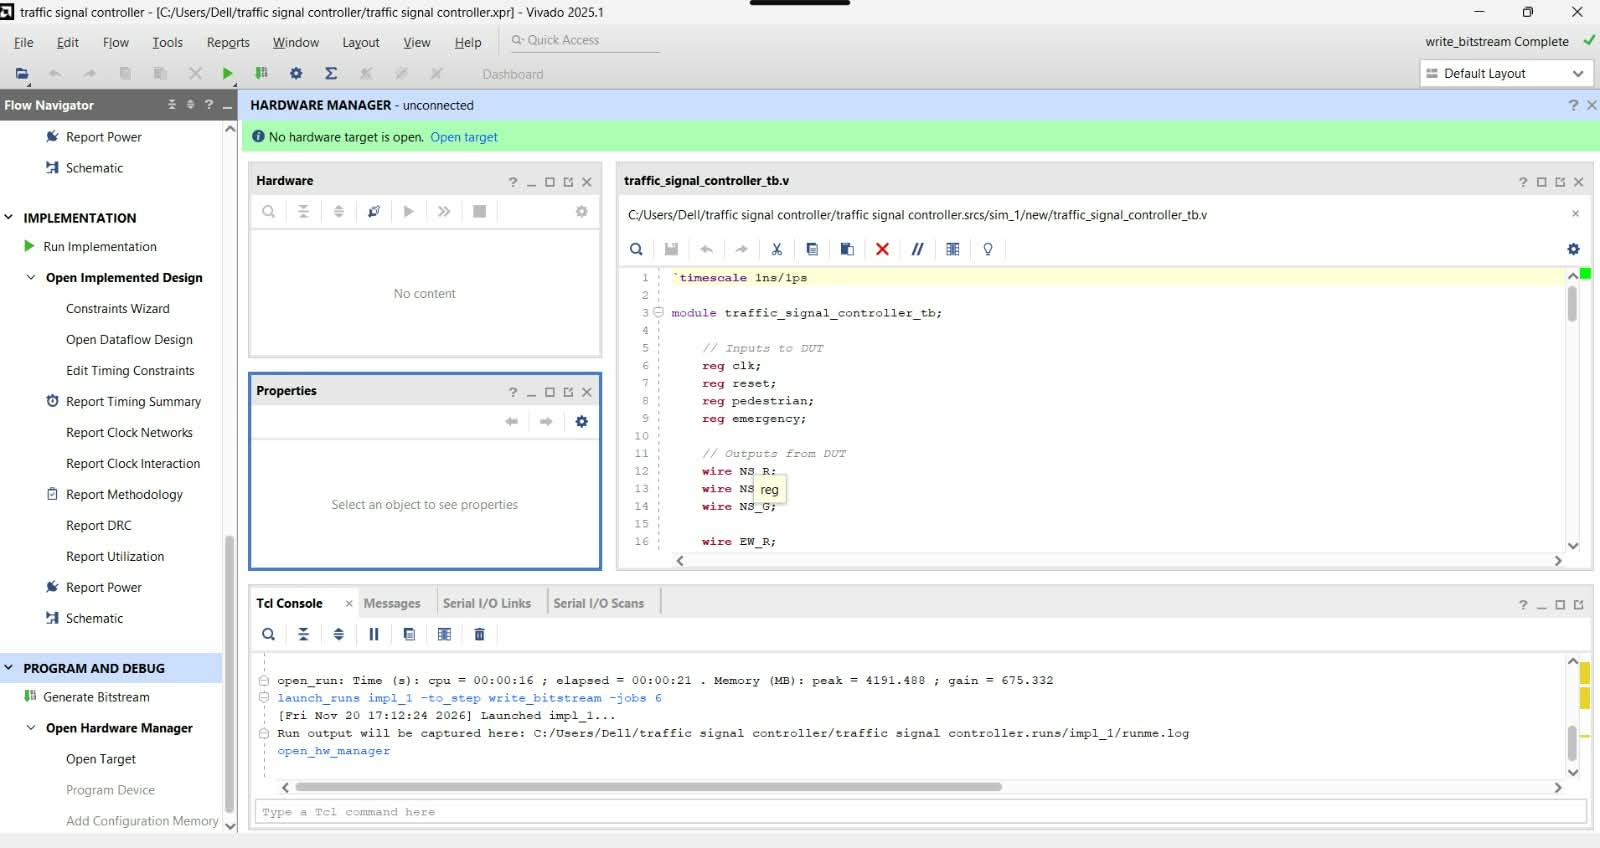 traffic signal controller - [C:/Users/Dell/traffic signal controller/traffic signal controller.xpr] - Vivado 2025.1
File Edit Flow Tools Reports Window Layout View Help Quick Access
write_bitstream Complete
Dashboard
Default Layout
Flow Navigator
Report Power
Schematic
IMPLEMENTATION
Run Implementation
Open Implemented Design
Constraints Wizard
Open Dataflow Design
Edit Timing Constraints
Report Timing Summary
Report Clock Networks
Report Clock Interaction
Report Methodology
Report DRC
Report Utilization
Report Power
Schematic
PROGRAM AND DEBUG
Generate Bitstream
Open Hardware Manager
Open Target
Program Device
Add Configuration Memory
HARDWARE MANAGER - unconnected
No hardware target is open. Open target
Hardware
No content
Properties
Select an object to see properties
traffic_signal_controller_tb.v
C:/Users/Dell/traffic signal controller/traffic signal controller.srcs/sim_1/new/traffic_signal_controller_tb.v
1 `timescale 1ns/1ps
2
3 module traffic_signal_controller_tb;
4
5 // Inputs to DUT
6 reg clk;
7 reg reset;
8 reg pedestrian;
9 reg emergency;
10
11 // Outputs from DUT
12 wire NS_R;
13 wire NS
reg
14 wire NS_G;
15
16 wire EW_R;
Tcl Console Messages Serial I/O Links Serial I/O Scans
open_run: Time (s): cpu = 00:00:16 ; elapsed = 00:00:21 . Memory (MB): peak = 4191.488 ; gain = 675.332
launch_runs impl_1 -to_step write_bitstream -jobs 6
[Fri Nov 20 17:12:24 2026] Launched impl_1...
Run output will be captured here: C:/Users/Dell/traffic signal controller/traffic signal controller.runs/impl_1/runme.log
open_hw_manager
Type a Tcl command here